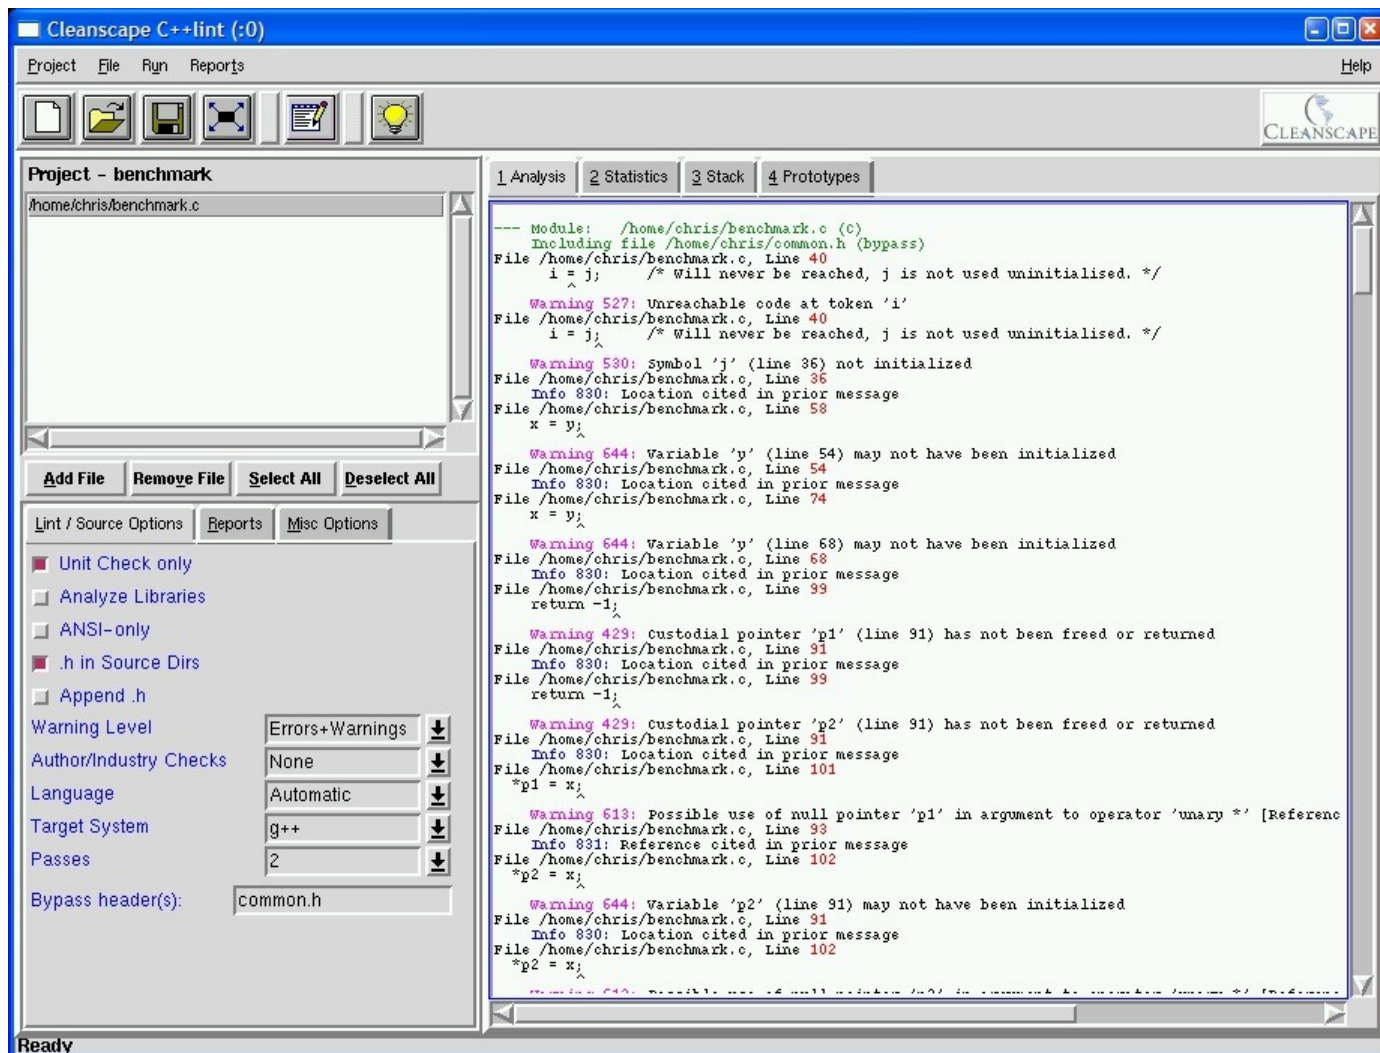 Cleanscape C++lint (:0)
Project File Run Reports Help
CLEANSCAPE
Project - benchmark
/home/chris/benchmark.c
Add File Remove File Select All Deselect All
Lint / Source Options Reports Misc Options
Unit Check only
Analyze Libraries
ANSI-only
.h in Source Dirs
Append .h
Warning Level Errors+Warnings
Author/Industry Checks None
Language Automatic
Target System g++
Passes 2
Bypass header(s): common.h
1 Analysis 2 Statistics 3 Stack 4 Prototypes
--- Module: /home/chris/benchmark.c (C)
Including file /home/chris/common.h (bypass)
File /home/chris/benchmark.c, Line 40
i = j; /* Will never be reached, j is not used uninitialised. */
^
Warning 527: Unreachable code at token 'i'
File /home/chris/benchmark.c, Line 40
i = j; /* Will never be reached, j is not used uninitialised. */
^
Warning 530: Symbol 'j' (line 36) not initialized
File /home/chris/benchmark.c, Line 36
Info 830: Location cited in prior message
File /home/chris/benchmark.c, Line 58
x = y;
^
Warning 644: Variable 'y' (line 54) may not have been initialized
File /home/chris/benchmark.c, Line 54
Info 830: Location cited in prior message
File /home/chris/benchmark.c, Line 74
x = y;
^
Warning 644: Variable 'y' (line 68) may not have been initialized
File /home/chris/benchmark.c, Line 68
Info 830: Location cited in prior message
File /home/chris/benchmark.c, Line 99
return -1;
^
Warning 429: Custodial pointer 'p1' (line 91) has not been freed or returned
File /home/chris/benchmark.c, Line 91
Info 830: Location cited in prior message
File /home/chris/benchmark.c, Line 99
return -1;
^
Warning 429: Custodial pointer 'p2' (line 91) has not been freed or returned
File /home/chris/benchmark.c, Line 91
Info 830: Location cited in prior message
File /home/chris/benchmark.c, Line 101
*p1 = x;
^
Warning 613: Possible use of null pointer 'p1' in argument to operator 'unary *' [Referenc
File /home/chris/benchmark.c, Line 93
Info 831: Reference cited in prior message
File /home/chris/benchmark.c, Line 102
*p2 = x;
^
Warning 644: Variable 'p2' (line 91) may not have been initialized
File /home/chris/benchmark.c, Line 91
Info 830: Location cited in prior message
File /home/chris/benchmark.c, Line 102
*p2 = x;
^
Ready